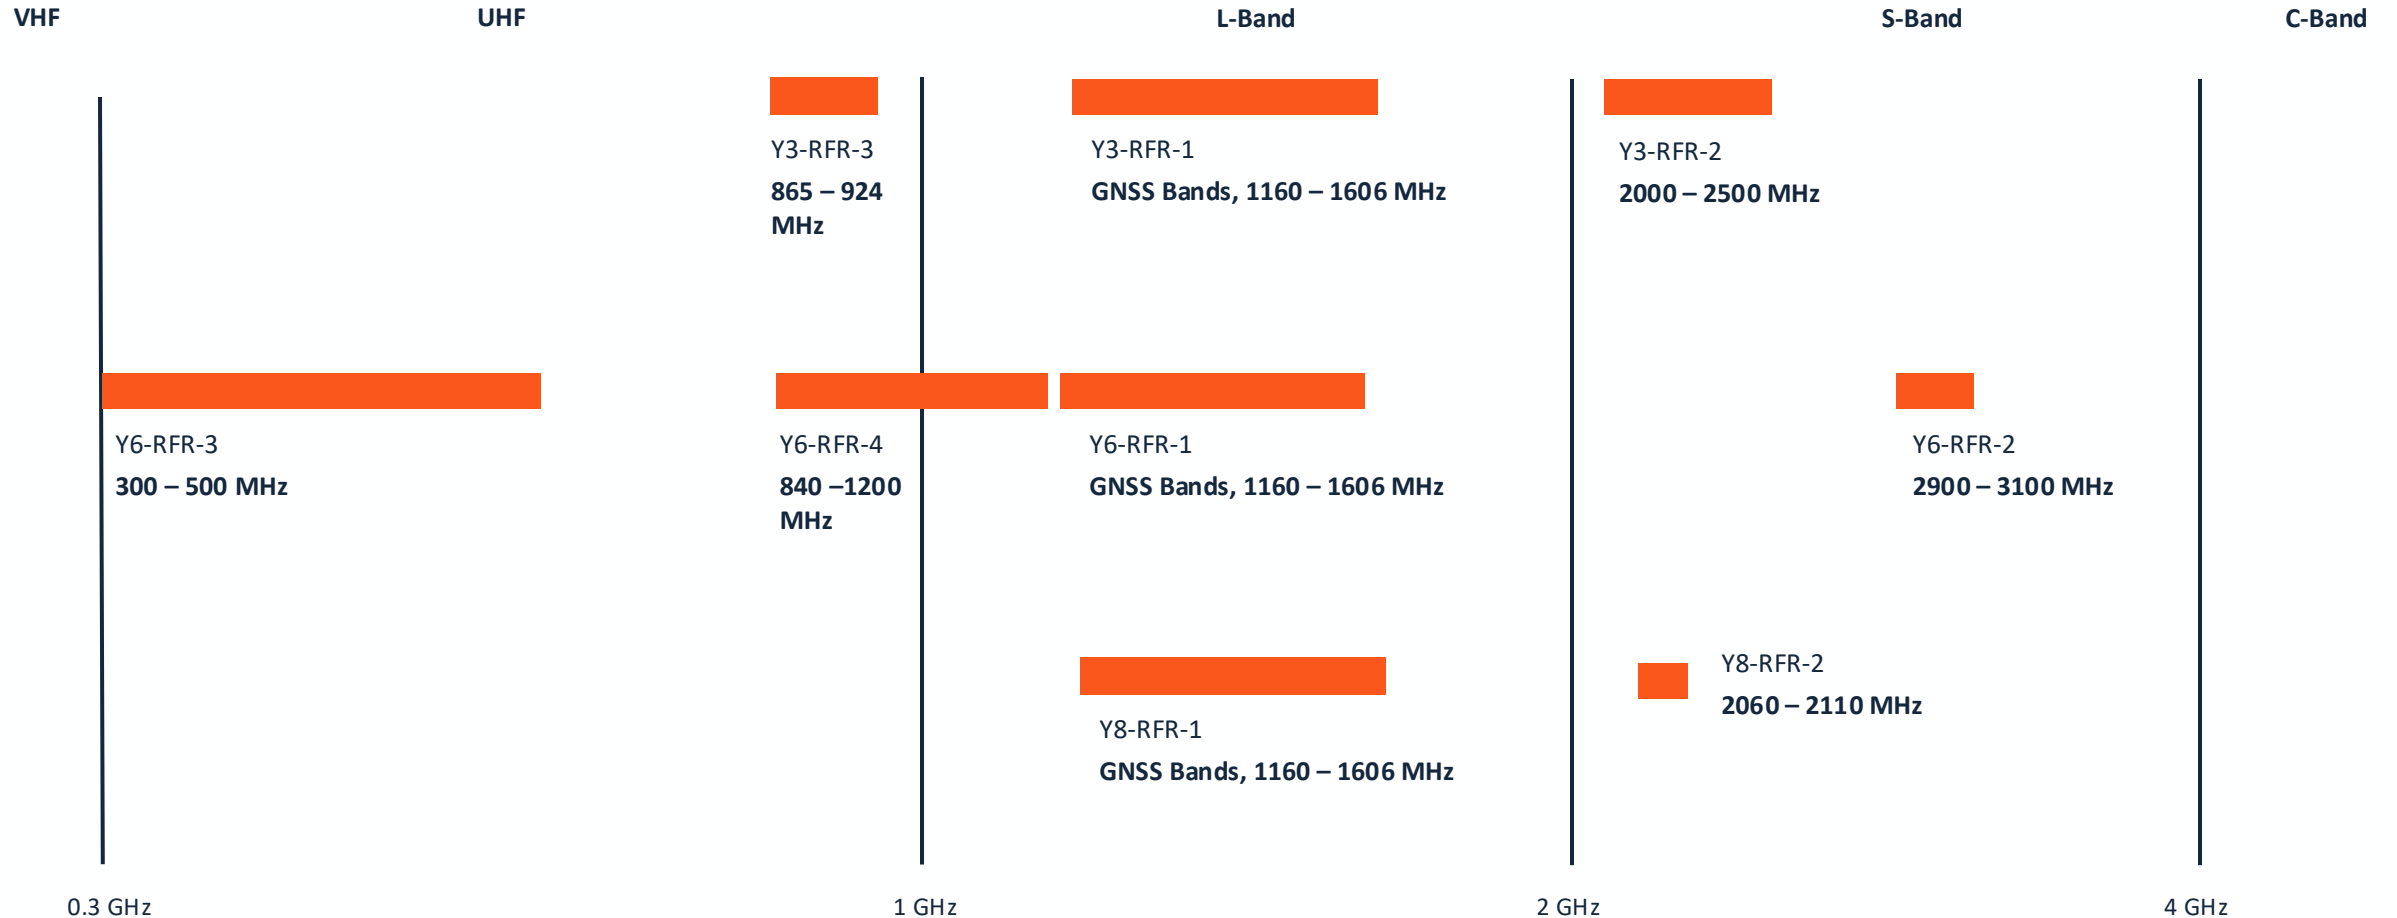 VHF
UHF
L-Band
S-Band
C-Band
Y3-RFR-3
865 – 924
MHz
Y3-RFR-1
GNSS Bands, 1160 – 1606 MHz
Y3-RFR-2
2000 – 2500 MHz
Y6-RFR-3
300 – 500 MHz
Y6-RFR-4
840 –1200
MHz
Y6-RFR-1
GNSS Bands, 1160 – 1606 MHz
Y6-RFR-2
2900 – 3100 MHz
Y8-RFR-2
2060 – 2110 MHz
Y8-RFR-1
GNSS Bands, 1160 – 1606 MHz
0.3 GHz
1 GHz
2 GHz
4 GHz